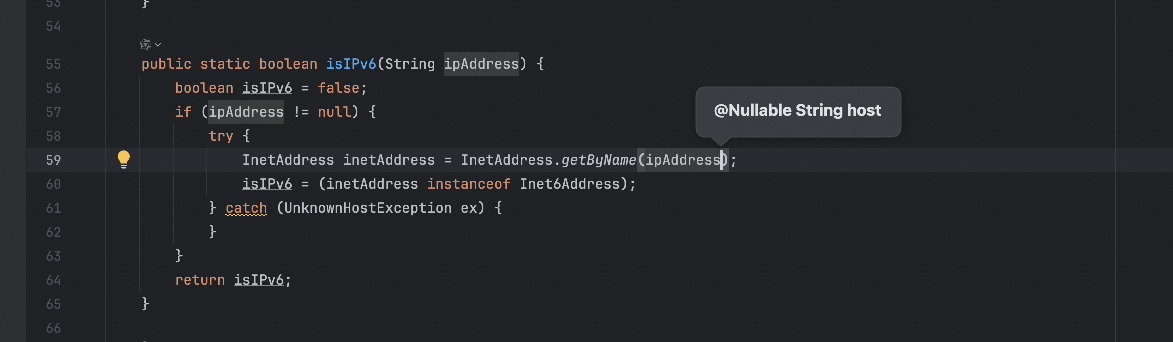 53 }
54
55 public static boolean isIPv6(String ipAddress) {
56 boolean isIPv6 = false;
57 if (ipAddress != null) {
58 try {
@Nullable String host
59 InetAddress inetAddress = InetAddress.getByName(ipAddress);
60 isIPv6 = (inetAddress instanceof Inet6Address);
61 } catch (UnknownHostException ex) {
62 }
63 }
64 return isIPv6;
65 }
66